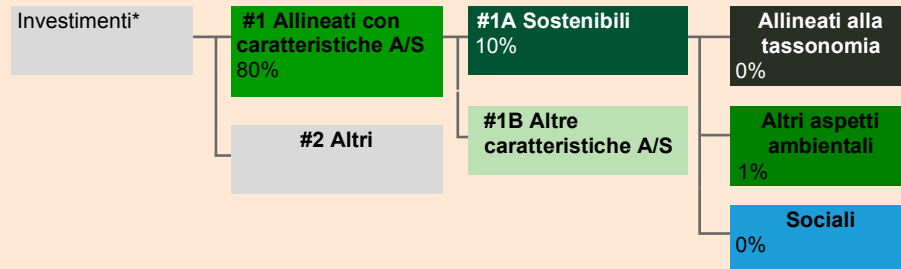 Investimenti*
#1 Allineati con
caratteristiche A/S
80%
#2 Altri
#1A Sostenibili
10%
#1B Altre
caratteristiche A/S
Allineati alla
tassonomia
0%
Altri aspetti
ambientali
1%
Sociali
0%